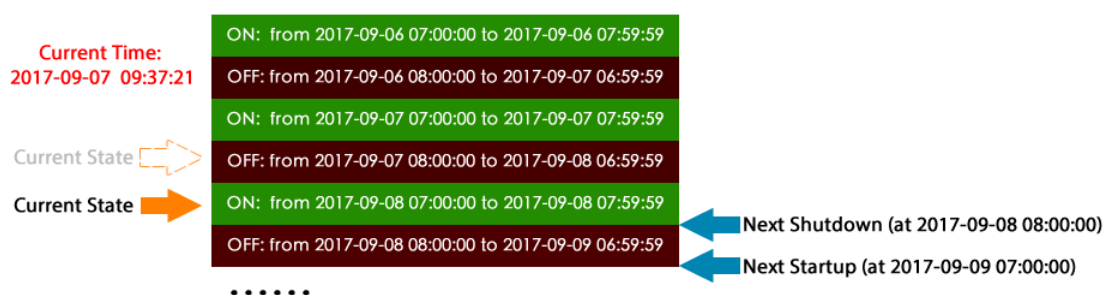 Current Time:
2017-09-07 09:37:21
ON: from 2017-09-06 07:00:00 to 2017-09-06 07:59:59
OFF: from 2017-09-06 08:00:00 to 2017-09-07 06:59:59
ON: from 2017-09-07 07:00:00 to 2017-09-07 07:59:59
Current State
OFF: from 2017-09-07 08:00:00 to 2017-09-08 06:59:59
Current State
ON: from 2017-09-08 07:00:00 to 2017-09-08 07:59:59
Next Shutdown (at 2017-09-08 08:00:00)
OFF: from 2017-09-08 08:00:00 to 2017-09-09 06:59:59
Next Startup (at 2017-09-09 07:00:00)
......